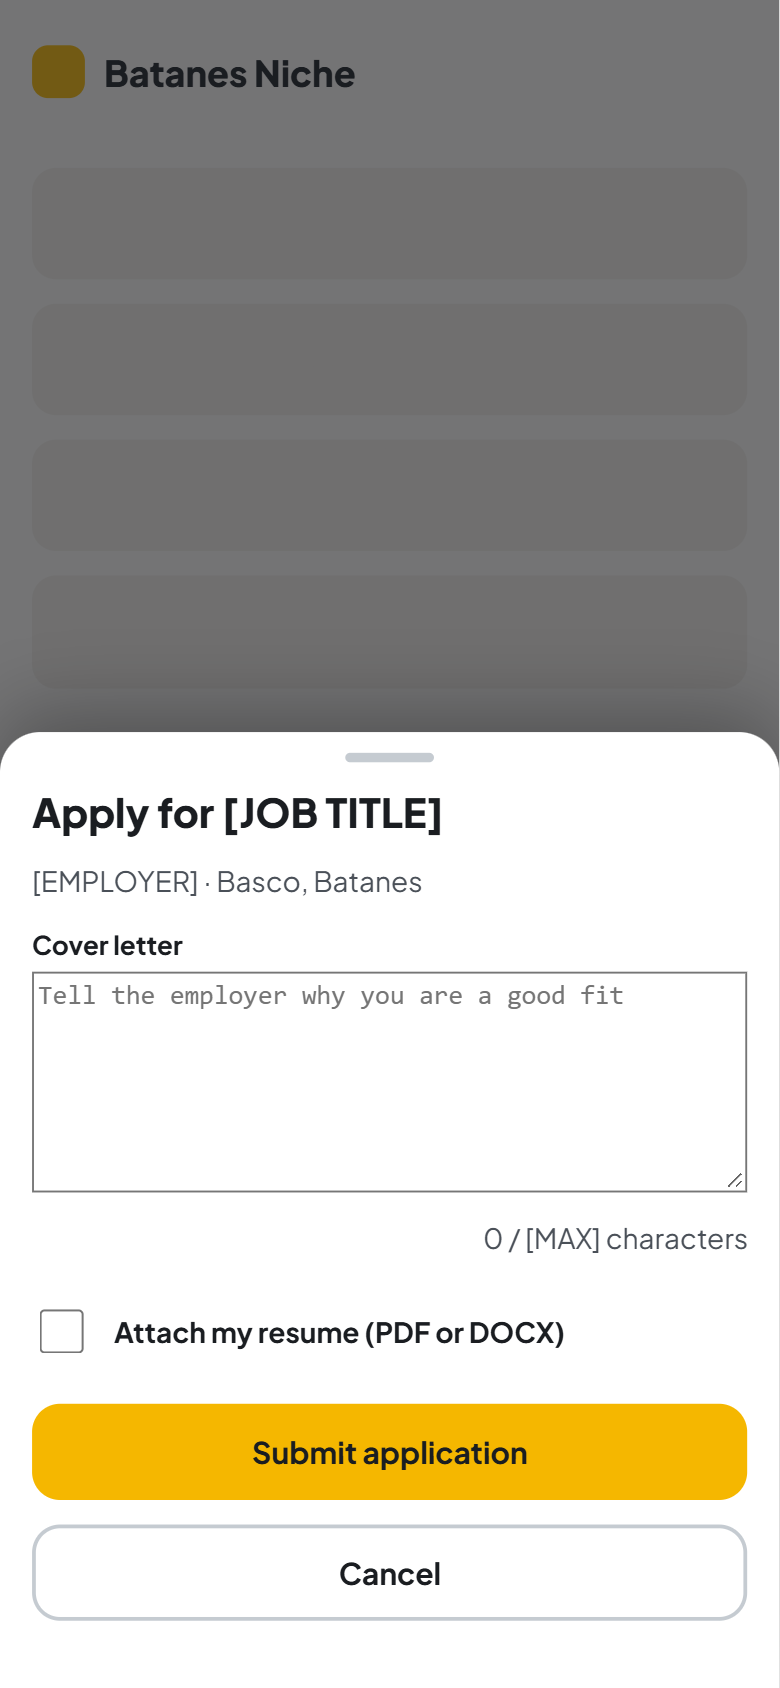 Batanes Niche
Apply for [JOB TITLE]
[EMPLOYER] · Basco, Batanes
Cover letter
Tell the employer why you are a good fit
0 / [MAX] characters
Attach my resume (PDF or DOCX)
Submit application
Cancel